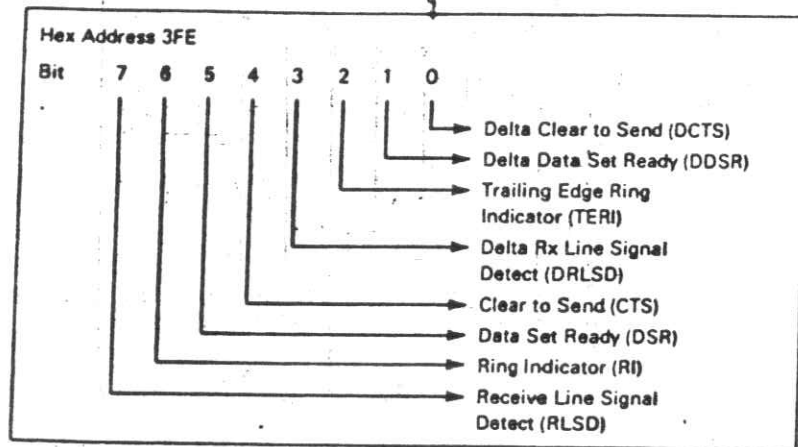 Hex Address 3FE
Bit 7 6 5 4 3 2 1 0
Delta Clear to Send (DCTS)
Delta Data Set Ready (DDSR)
Trailing Edge Ring
Indicator (TERI)
Delta Rx Line Signal
Detect (DRLSD)
Clear to Send (CTS)
Data Set Ready (DSR)
Ring Indicator (RI)
Receive Line Signal
Detect (RLSD)